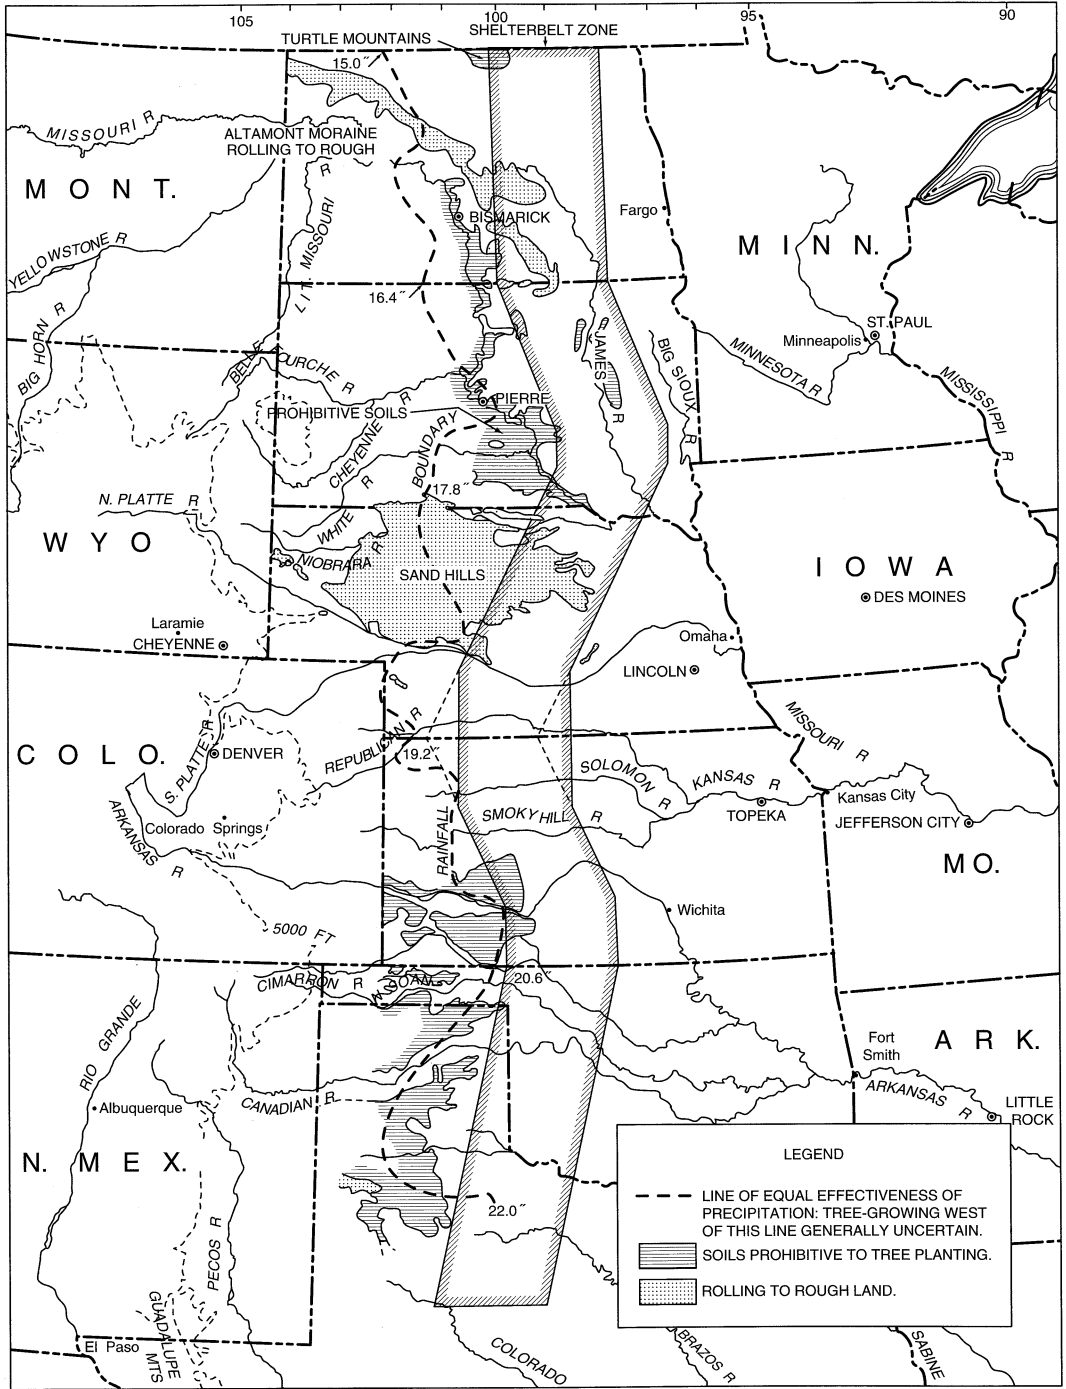 105
100
95
90
SHELTERBELT ZONE
TURTLE MOUNTAINS
15.0″
MISSOURI R
ALTAMONT MORAINE
ROLLING TO ROUGH
R
M O N T.
LIT. MISSOURI
BISMARICK
Fargo
M I N N.
YELLOWSTONE R
16.4″
BIG HORN R
ST. PAUL
Minneapolis
JAMES
R
BIG SIOUX
R
MINNESOTA R
MISSISSIPPI
R
BELLE
FOURCHE R
R
PIERRE
PROHIBITIVE SOILS
CHEYENNE
BOUNDARY
17.8″
N. PLATTE R
WHITE
R
W Y O
NIOBRARA
R
SAND HILLS
I O W A
DES MOINES
Laramie
CHEYENNE
Omaha
LINCOLN
C O L O.
S. PLATTE R
DENVER
REPUBLICAN R
19.2″
MISSOURI R
SOLOMON
R
KANSAS R
TOPEKA
Kansas City
JEFFERSON CITY
ARKANSAS
R
Colorado Springs
RAINFALL
SMOKY HILL R
M O.
Wichita
5000 FT
CIMARRON R
N. CAN.
20.6″
RIO GRANDE
Fort
Smith
A R K.
ARKANSAS R
LITTLE
ROCK
Albuquerque
CANADIAN R
N. M E X.
22.0″
PECOS R
GUADALUPE
MTS
El Paso
COLORADO
BRAZOS R
SABINE
LEGEND
LINE OF EQUAL EFFECTIVENESS OF
PRECIPITATION: TREE-GROWING WEST
OF THIS LINE GENERALLY UNCERTAIN.
SOILS PROHIBITIVE TO TREE PLANTING.
ROLLING TO ROUGH LAND.